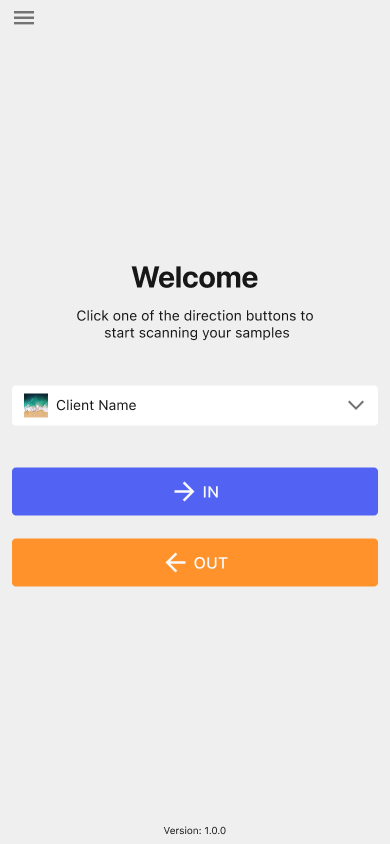 Welcome
Click one of the direction buttons to
start scanning your samples
Client Name
IN
OUT
Version: 1.0.0